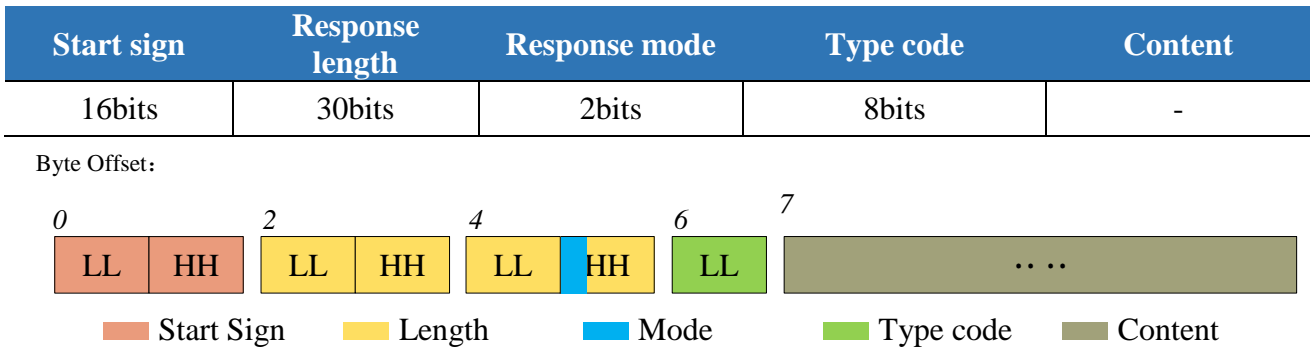 Start sign Response length Response mode Type code Content
16bits 30bits 2bits 8bits -
Byte Offset：
0 2 4 6 7
LL HH LL HH LL HH LL .. ..
Start Sign Length Mode Type code Content